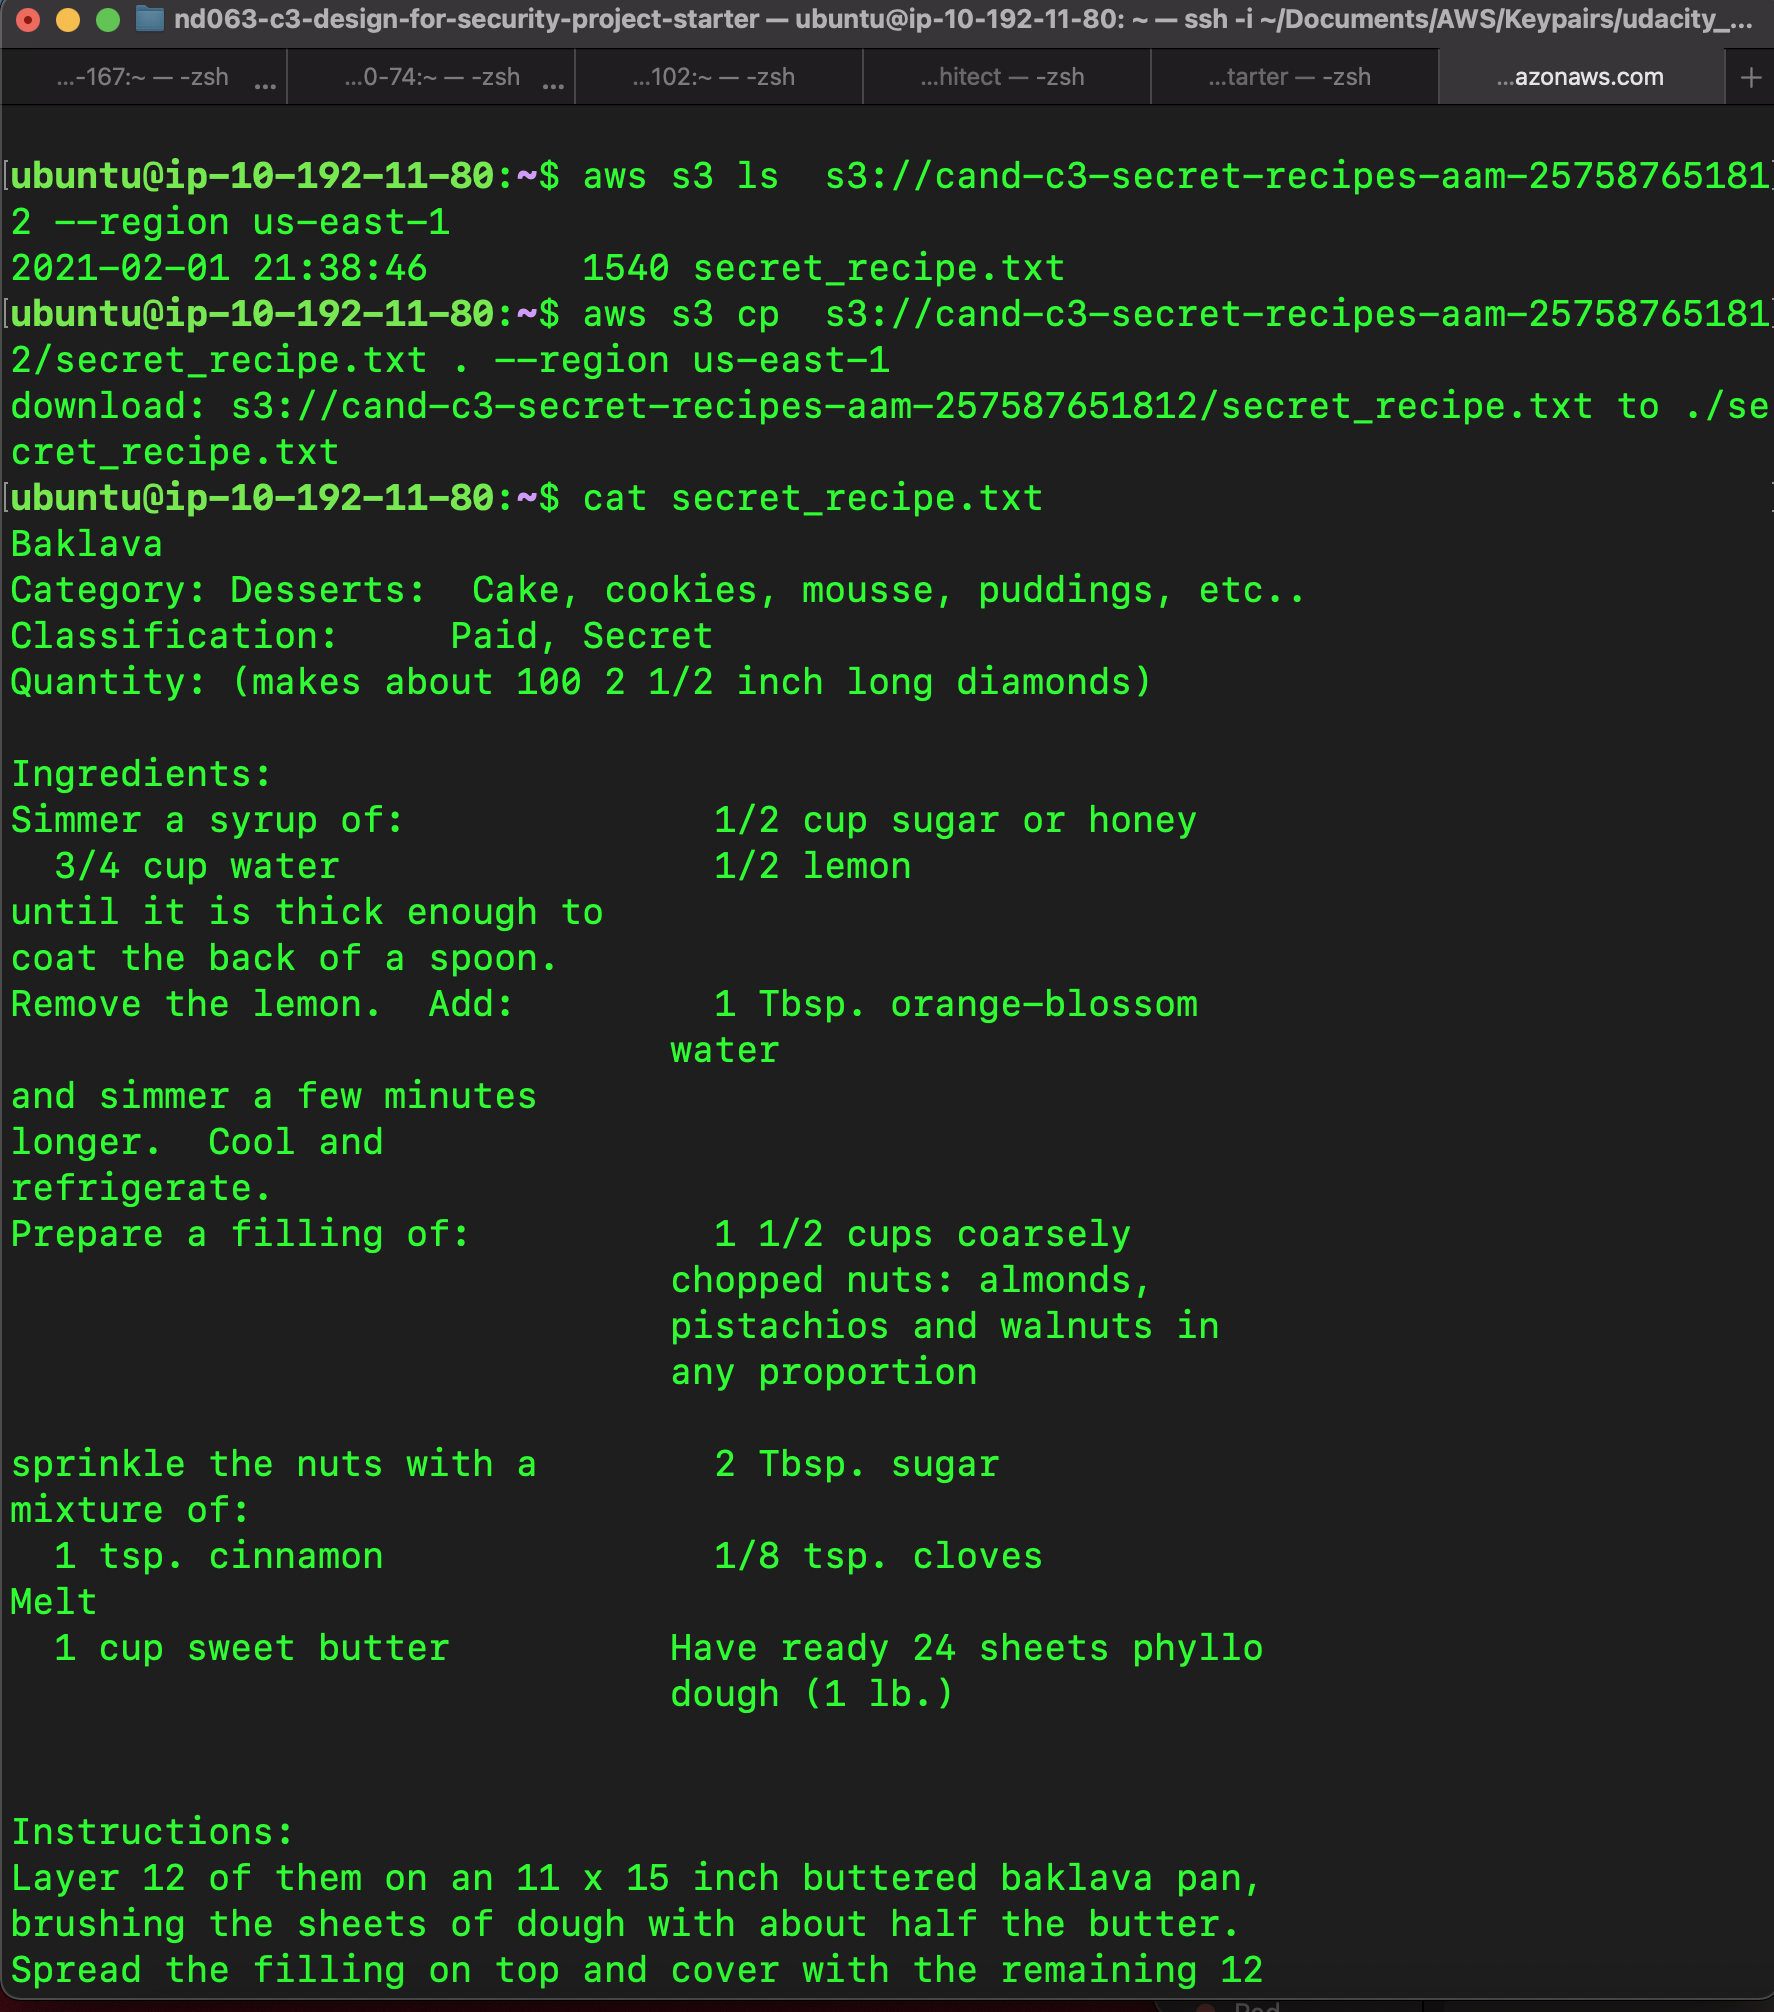 nd063-c3-design-for-security-project-starter — ubuntu@ip-10-192-11-80: ~ — ssh -i ~/Documents/AWS/Keypairs/udacity_...
...-167:~ — -zsh ... ...0-74:~ — -zsh ... ...102:~ — -zsh ...hitect — -zsh ...tarter — -zsh ...azonaws.com +
ubuntu@ip-10-192-11-80:~$ aws s3 ls  s3://cand-c3-secret-recipes-aam-25758765181
2 --region us-east-1
2021-02-01 21:38:46       1540 secret_recipe.txt
ubuntu@ip-10-192-11-80:~$ aws s3 cp  s3://cand-c3-secret-recipes-aam-25758765181
2/secret_recipe.txt . --region us-east-1
download: s3://cand-c3-secret-recipes-aam-257587651812/secret_recipe.txt to ./se
cret_recipe.txt
ubuntu@ip-10-192-11-80:~$ cat secret_recipe.txt
Baklava
Category: Desserts:  Cake, cookies, mousse, puddings, etc..
Classification:     Paid, Secret
Quantity: (makes about 100 2 1/2 inch long diamonds)
Ingredients:
Simmer a syrup of:              1/2 cup sugar or honey
  3/4 cup water                 1/2 lemon
until it is thick enough to
coat the back of a spoon.
Remove the lemon.  Add:         1 Tbsp. orange-blossom
                              water
and simmer a few minutes
longer.  Cool and
refrigerate.
Prepare a filling of:           1 1/2 cups coarsely
                              chopped nuts: almonds,
                              pistachios and walnuts in
                              any proportion
sprinkle the nuts with a        2 Tbsp. sugar
mixture of:
  1 tsp. cinnamon               1/8 tsp. cloves
Melt
  1 cup sweet butter          Have ready 24 sheets phyllo
                              dough (1 lb.)
Instructions:
Layer 12 of them on an 11 x 15 inch buttered baklava pan,
brushing the sheets of dough with about half the butter.
Spread the filling on top and cover with the remaining 12